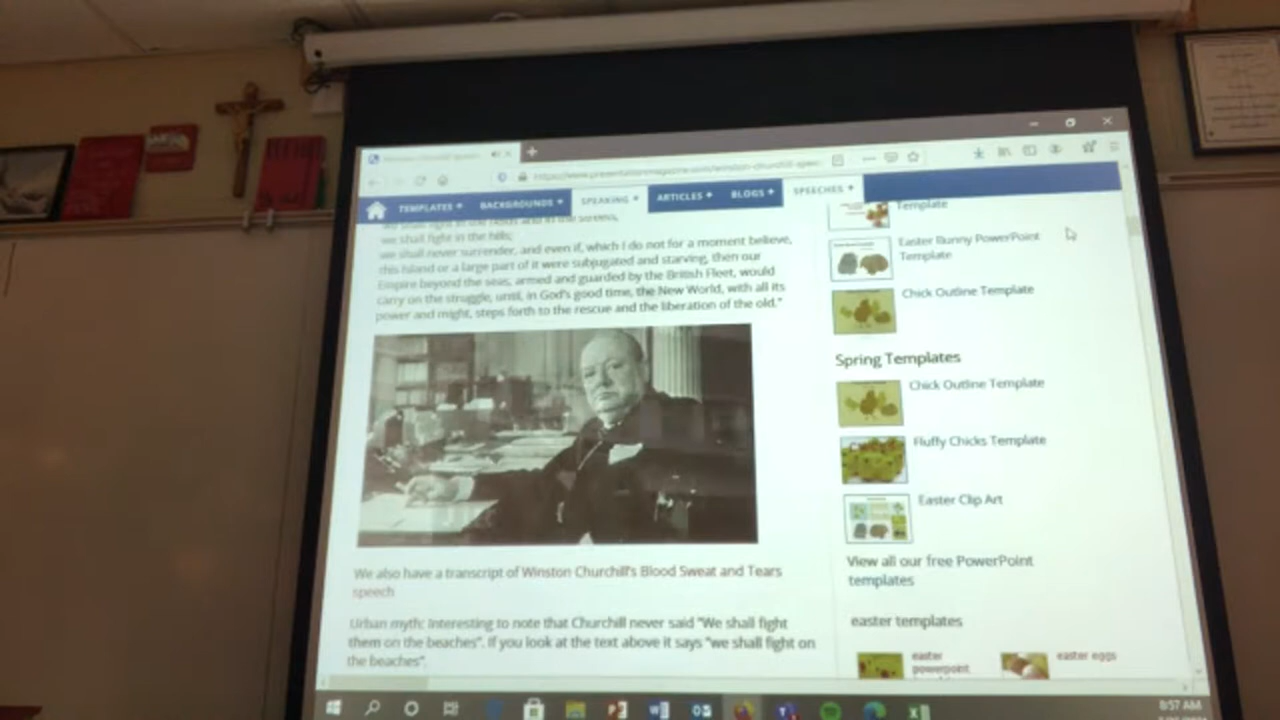 TEMPLATES +
BACKGROUNDS +
SPEAKING +
ARTICLES +
BLOGS +
SPEECHES +
we shall fight in the hills;
we shall never surrender, and even if, which I do not for a moment believe,
this Island or a large part of it were subjugated and starving, then our
Empire beyond the seas, armed and guarded by the British Fleet, would
carry on the struggle, until, in God's good time, the New World, with all its
power and might, steps forth to the rescue and the liberation of the old."
We also have a transcript of Winston Churchill's Blood Sweat and Tears
speech
Urban myth: Interesting to note that Churchill never said "We shall fight
them on the beaches". If you look at the text above it says "we shall fight on
the beaches".
Template
Easter Bunny PowerPoint
Template
Chick Outline Template
Spring Templates
Chick Outline Template
Fluffy Chicks Template
Easter Clip Art
View all our free PowerPoint
templates
easter templates
easter
powerpoint
easter eggs
8:57 AM